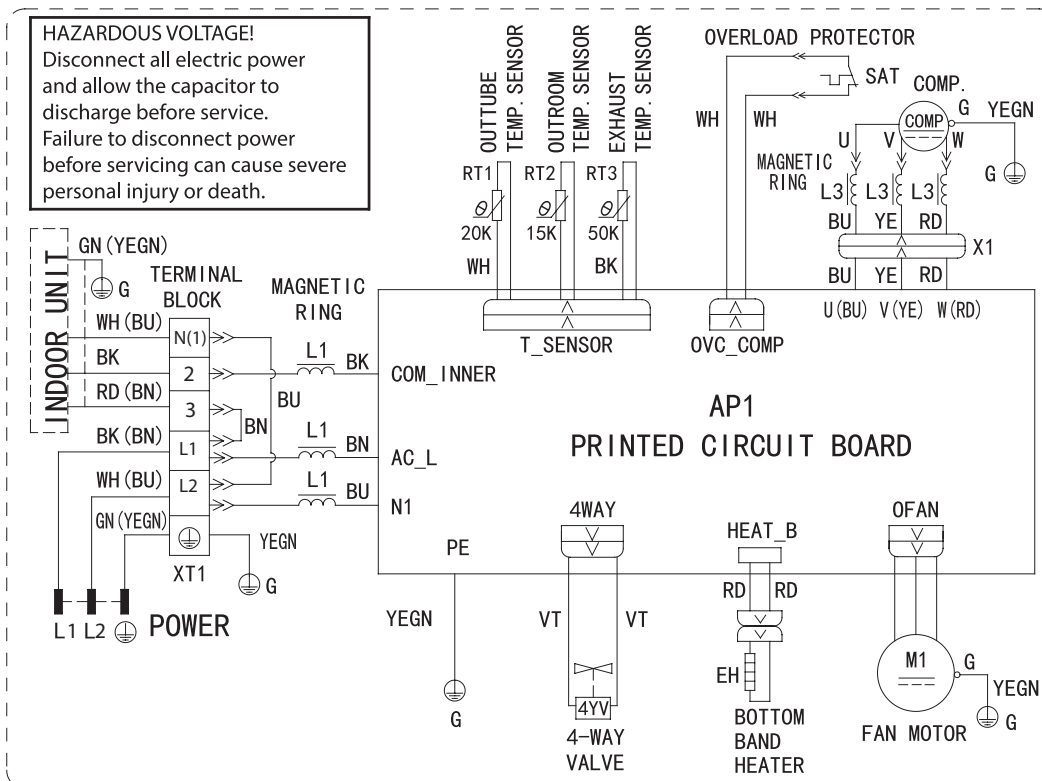 HAZARDOUS VOLTAGE!
Disconnect all electric power
and allow the capacitor to
discharge before service.
Failure to disconnect power
before servicing can cause severe
personal injury or death.
OUTTUBE
TEMP. SENSOR
OUTROOM
TEMP. SENSOR
EXHAUST
TEMP. SENSOR
RT1
RT2
RT3
θ
θ
θ
20K
15K
50K
WH
BK
T_SENSOR
OVERLOAD PROTECTOR
SAT
WH
WH
OVC_COMP
COMP.
COMP
G
YEGN
G
U
V
W
MAGNETIC
RING
L3
L3
L3
BU
YE
RD
X1
BU
YE
RD
U(BU)
V(YE)
W(RD)
INDOOR UNIT
GN(YEGN)
G
TERMINAL
BLOCK
MAGNETIC
RING
WH(BU)
N(1)
BK
2
RD(BN)
3
BK(BN)
L1
WH(BU)
L2
GN(YEGN)
XT1
BU
BN
L1
BK
COM_INNER
L1
BN
AC_L
L1
BU
N1
YEGN
G
L1
L2
POWER
AP1
PRINTED CIRCUIT BOARD
PE
YEGN
G
4WAY
VT
VT
4YV
4-WAY
VALVE
HEAT_B
RD
RD
EH
BOTTOM
BAND
HEATER
OFAN
M1
G
YEGN
G
FAN MOTOR